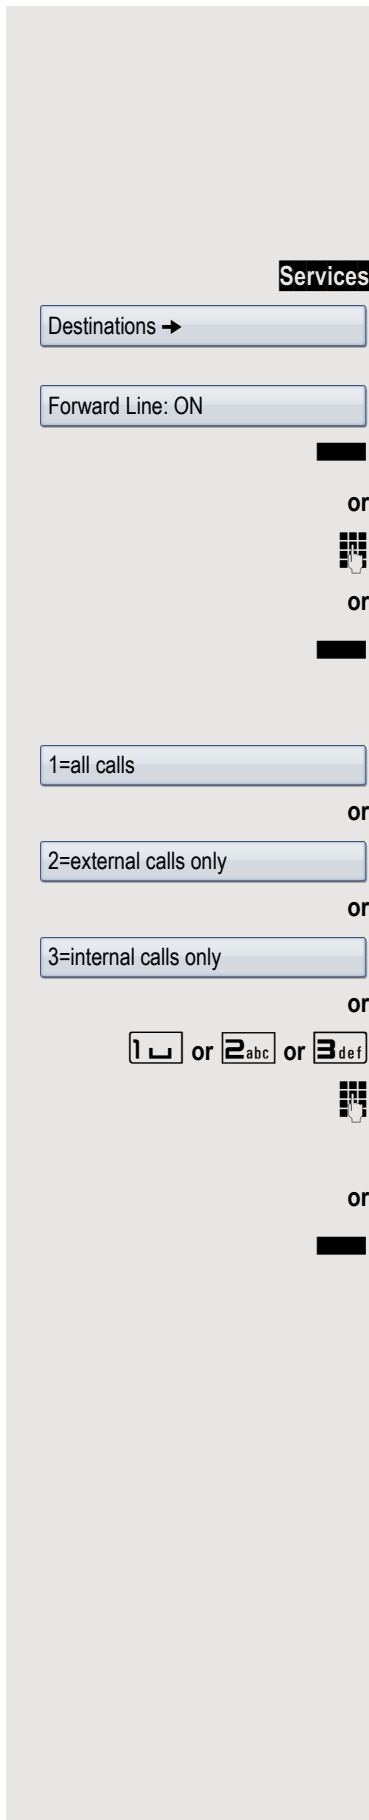 Services
Destinations →
Forward Line: ON
or
or
1=all calls
or
2=external calls only
or
3=internal calls only
or
1 or 2abc or 3def
or